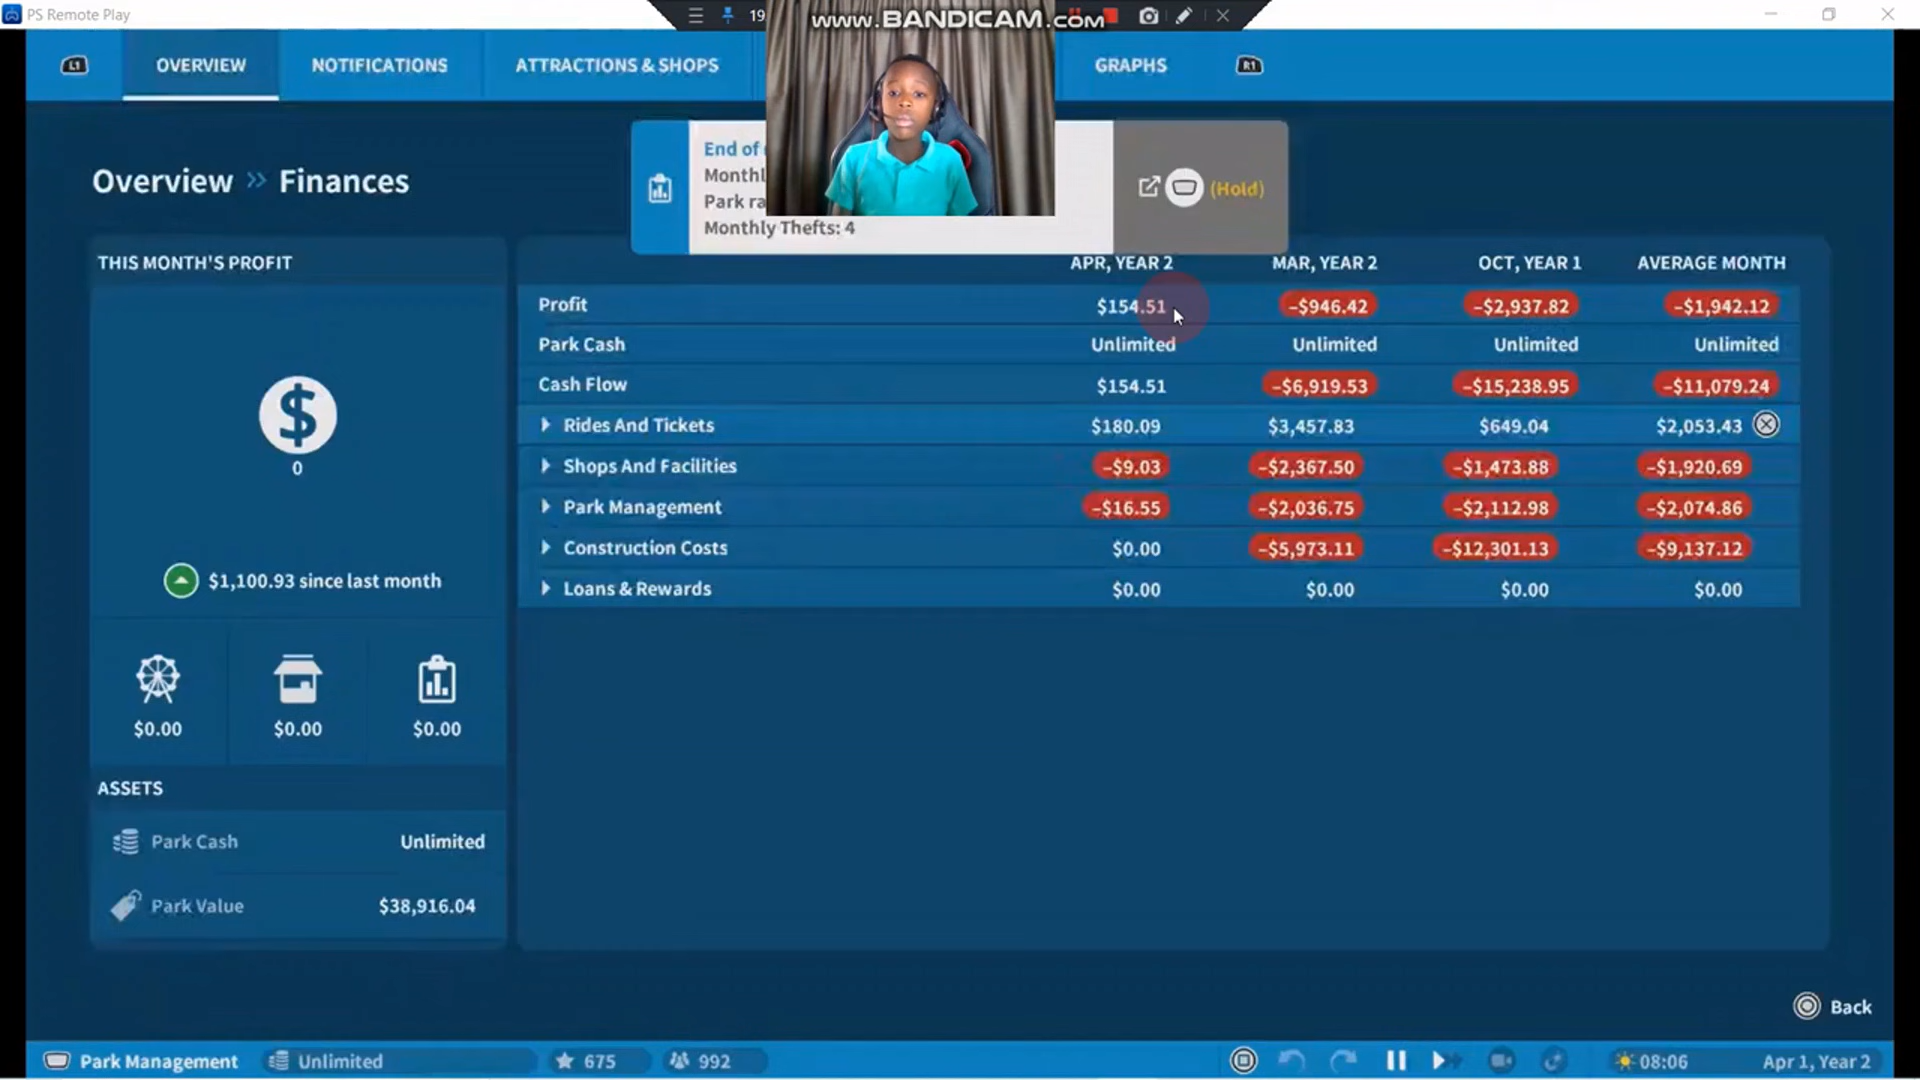 PS Remote Play
19
WWW.BANDICAM.COM
L1
OVERVIEW
NOTIFICATIONS
ATTRACTIONS & SHOPS
GRAPHS
R1
Overview » Finances
End of
Monthl
Park ra
Monthly Thefts: 4
(Hold)
THIS MONTH'S PROFIT
APR, YEAR 2 MAR, YEAR 2 OCT, YEAR 1 AVERAGE MONTH
Profit $154.51 -$946.42 -$2,937.82 -$1,942.12
Park Cash Unlimited Unlimited Unlimited Unlimited
Cash Flow $154.51 -$6,919.53 -$15,238.95 -$11,079.24
Rides And Tickets $180.09 $3,457.83 $649.04 $2,053.43
Shops And Facilities -$9.03 -$2,367.50 -$1,473.88 -$1,920.69
Park Management -$16.55 -$2,036.75 -$2,112.98 -$2,074.86
Construction Costs $0.00 -$5,973.11 -$12,301.13 -$9,137.12
Loans & Rewards $0.00 $0.00 $0.00 $0.00
$
0
$1,100.93 since last month
$0.00 $0.00 $0.00
ASSETS
Park Cash Unlimited
Park Value $38,916.04
Back
Park Management Unlimited 675 992 08:06 Apr 1, Year 2